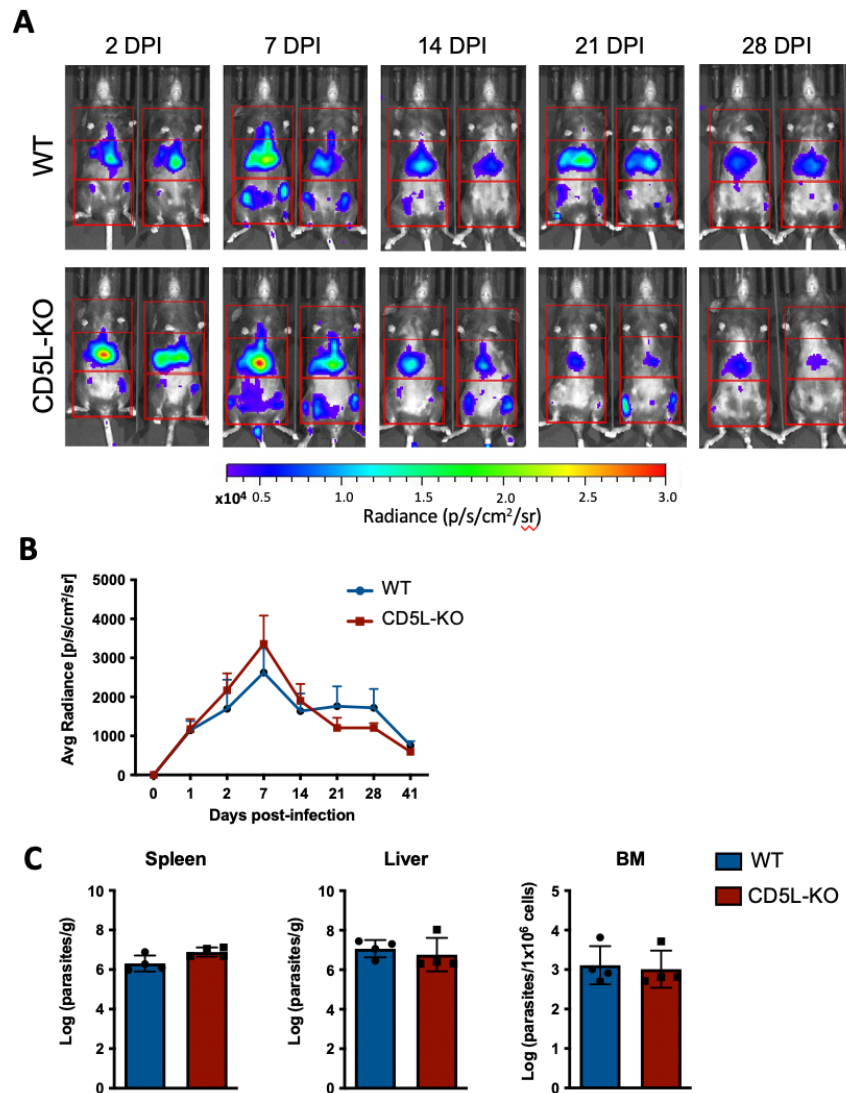 A
2 DPI 7 DPI 14 DPI 21 DPI 28 DPI
WT
CD5L-KO
x10⁴ 0.5 1.0 1.5 2.0 2.5 3.0
Radiance (p/s/cm²/sr)
B
WT
CD5L-KO
Avg Radiance [p/s/cm²/sr]
5000
4000
3000
2000
1000
0
0 1 2 7 14 21 28 41
Days post-infection
C
Spleen
Log (parasites/g)
10
8
6
4
2
0
Liver
Log (parasites/g)
10
8
6
4
2
0
BM
Log (parasites/1x10⁶ cells)
5
4
3
2
1
0
WT
CD5L-KO